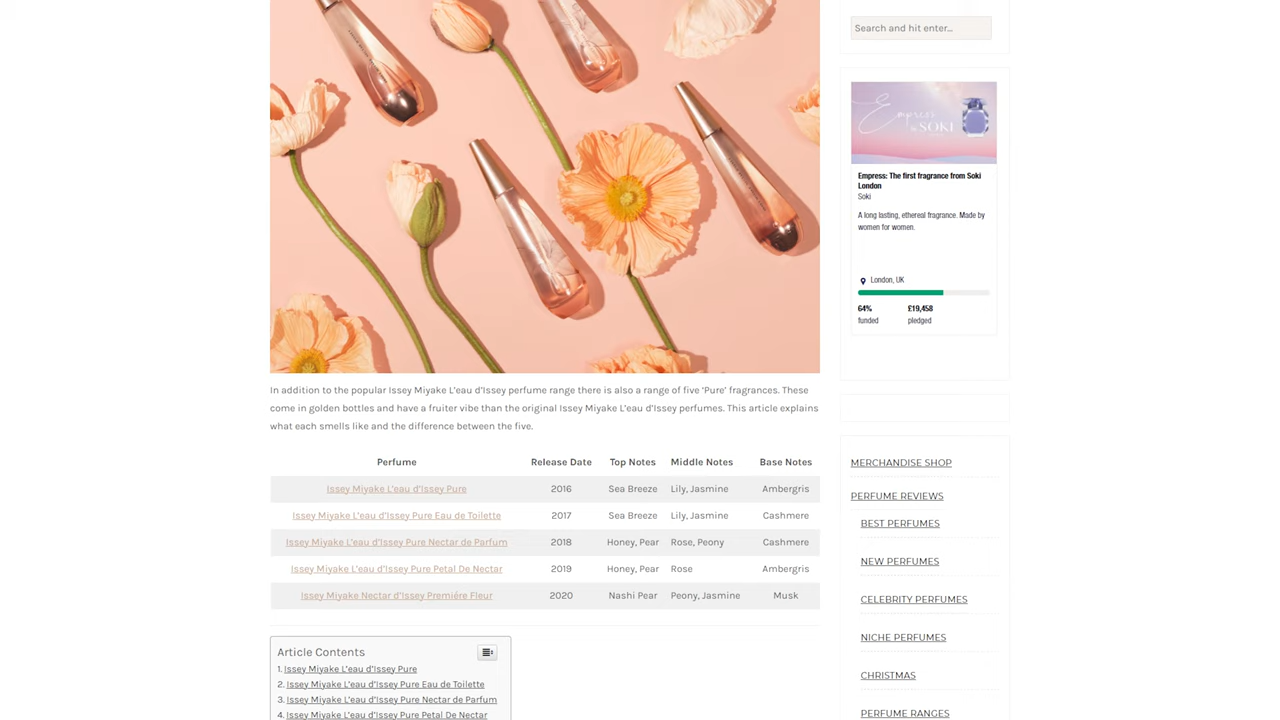 Search and hit enter...
Empress
by SOKI
Empress: The first fragrance from Soki
London
Soki
A long lasting, ethereal fragrance. Made by
women for women.
London, UK
64% £19,458
funded pledged
In addition to the popular Issey Miyake L'eau d'Issey perfume range there is also a range of five 'Pure' fragrances. These
come in golden bottles and have a fruiter vibe than the original Issey Miyake L'eau d'Issey perfumes. This article explains
what each smells like and the difference between the five.
Perfume Release Date Top Notes Middle Notes Base Notes
Issey Miyake L'eau d'Issey Pure 2016 Sea Breeze Lily, Jasmine Ambergris
Issey Miyake L'eau d'Issey Pure Eau de Toilette 2017 Sea Breeze Lily, Jasmine Cashmere
Issey Miyake L'eau d'Issey Pure Nectar de Parfum 2018 Honey, Pear Rose, Peony Cashmere
Issey Miyake L'eau d'Issey Pure Petal De Nectar 2019 Honey, Pear Rose Ambergris
Issey Miyake Nectar d'Issey Premiére Fleur 2020 Nashi Pear Peony, Jasmine Musk
Article Contents
1. Issey Miyake L'eau d'Issey Pure
2. Issey Miyake L'eau d'Issey Pure Eau de Toilette
3. Issey Miyake L'eau d'Issey Pure Nectar de Parfum
4. Issey Miyake L'eau d'Issey Pure Petal De Nectar
MERCHANDISE SHOP
PERFUME REVIEWS
BEST PERFUMES
NEW PERFUMES
CELEBRITY PERFUMES
NICHE PERFUMES
CHRISTMAS
PERFUME RANGES